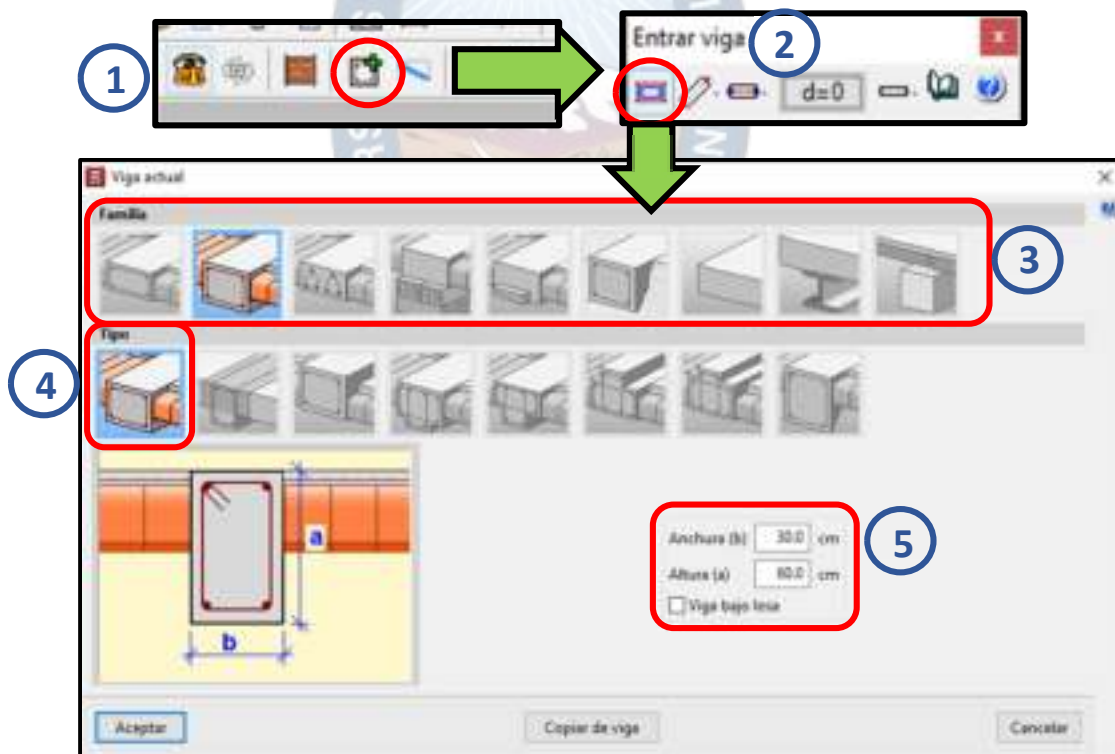 1
Entrar viga
2
d=0
Viga actual
Familia
3
Tipo
4
a
b
Anchura (b) 30.0 cm
Altura (a) 60.0 cm
Viga bajo losa
5
Aceptar
Copiar de viga
Cancelar